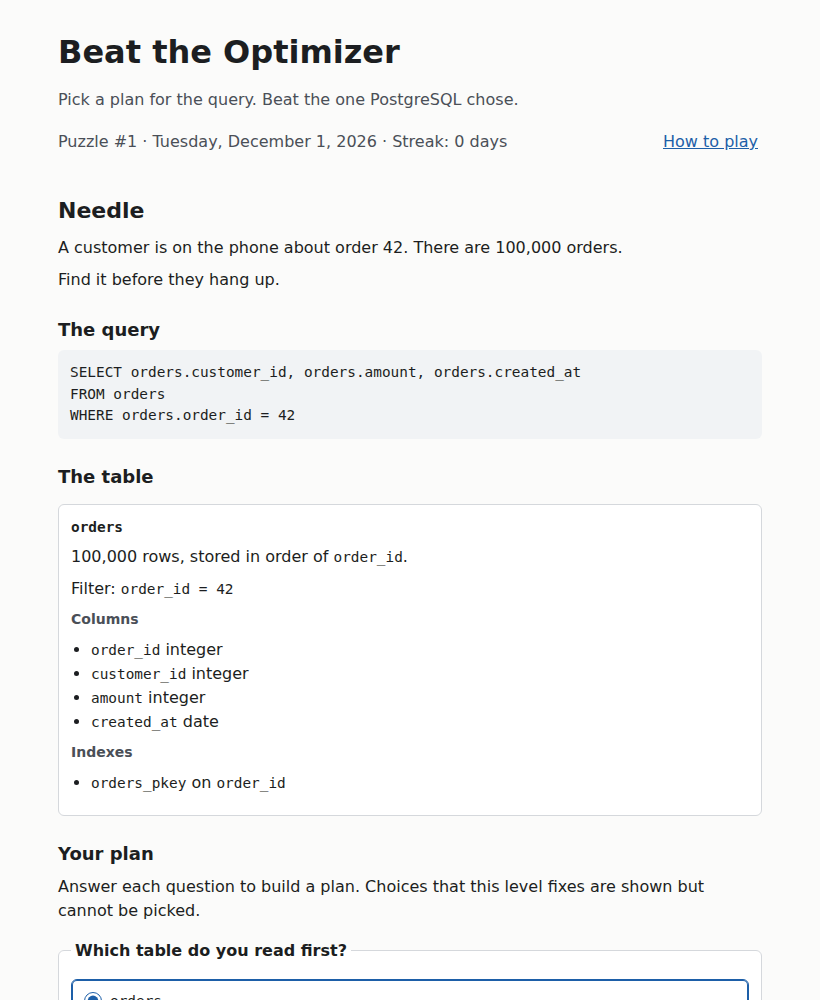 Beat the Optimizer
Pick a plan for the query. Beat the one PostgreSQL chose.
Puzzle #1 · Tuesday, December 1, 2026 · Streak: 0 days
How to play
Needle
A customer is on the phone about order 42. There are 100,000 orders.
Find it before they hang up.
The query
SELECT orders.customer_id, orders.amount, orders.created_at
FROM orders
WHERE orders.order_id = 42
The table
orders
100,000 rows, stored in order of order_id.
Filter: order_id = 42
Columns
order_id integer
customer_id integer
amount integer
created_at date
Indexes
orders_pkey on order_id
Your plan
Answer each question to build a plan. Choices that this level fixes are shown but
cannot be picked.
Which table do you read first?
orders